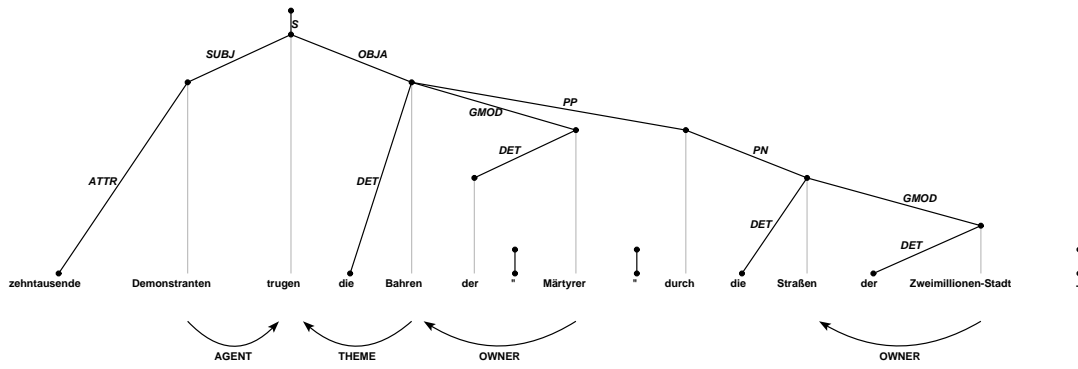 S
SUBJ OBJA
PP
GMOD
DET PN
ATTR DET GMOD
DET DET
zehntausende Demonstranten trugen die Bahren der " Märtyrer " durch die Straßen der Zweimillionen-Stadt .
AGENT THEME OWNER OWNER